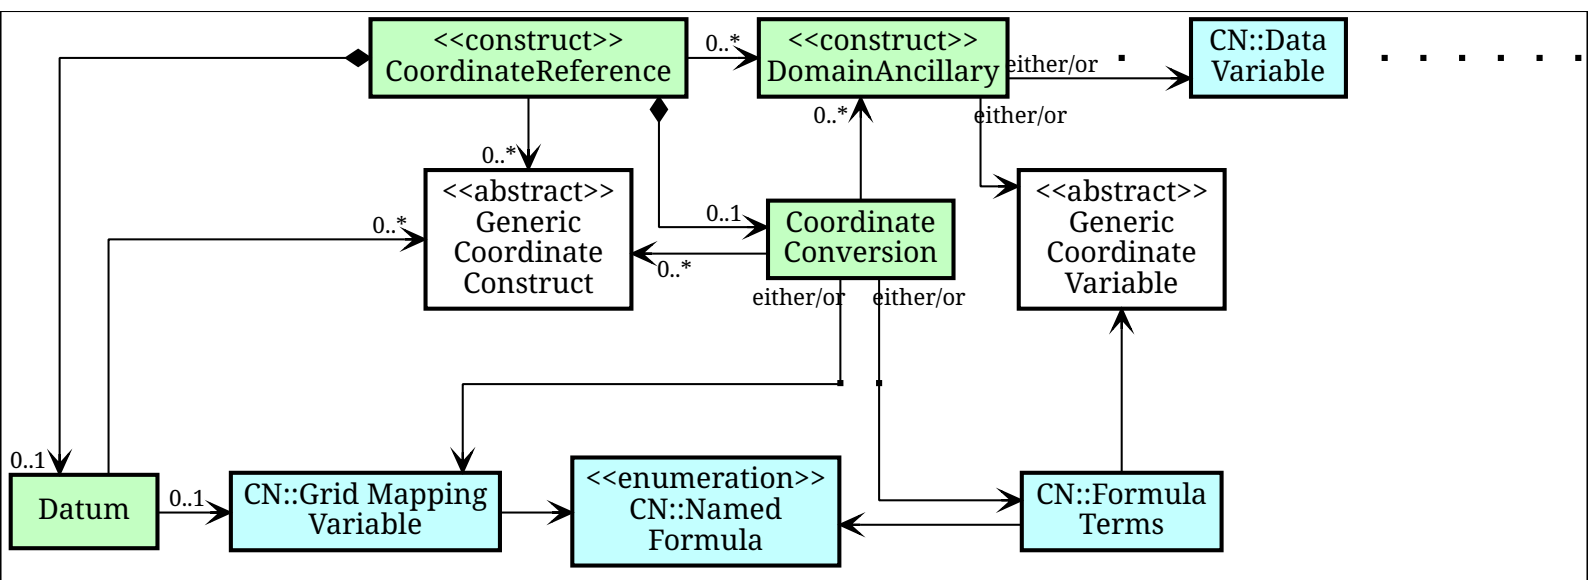 <<construct>>
CoordinateReference
0..*
<<construct>>
DomainAncillary
either/or
CN::Data
Variable
0..*
either/or
0..*
<<abstract>>
Generic
Coordinate
Construct
0..*
0..1
Coordinate
Conversion
0..*
<<abstract>>
Generic
Coordinate
Variable
either/or
either/or
0..1
Datum
0..1
CN::Grid Mapping
Variable
<<enumeration>>
CN::Named
Formula
CN::Formula
Terms